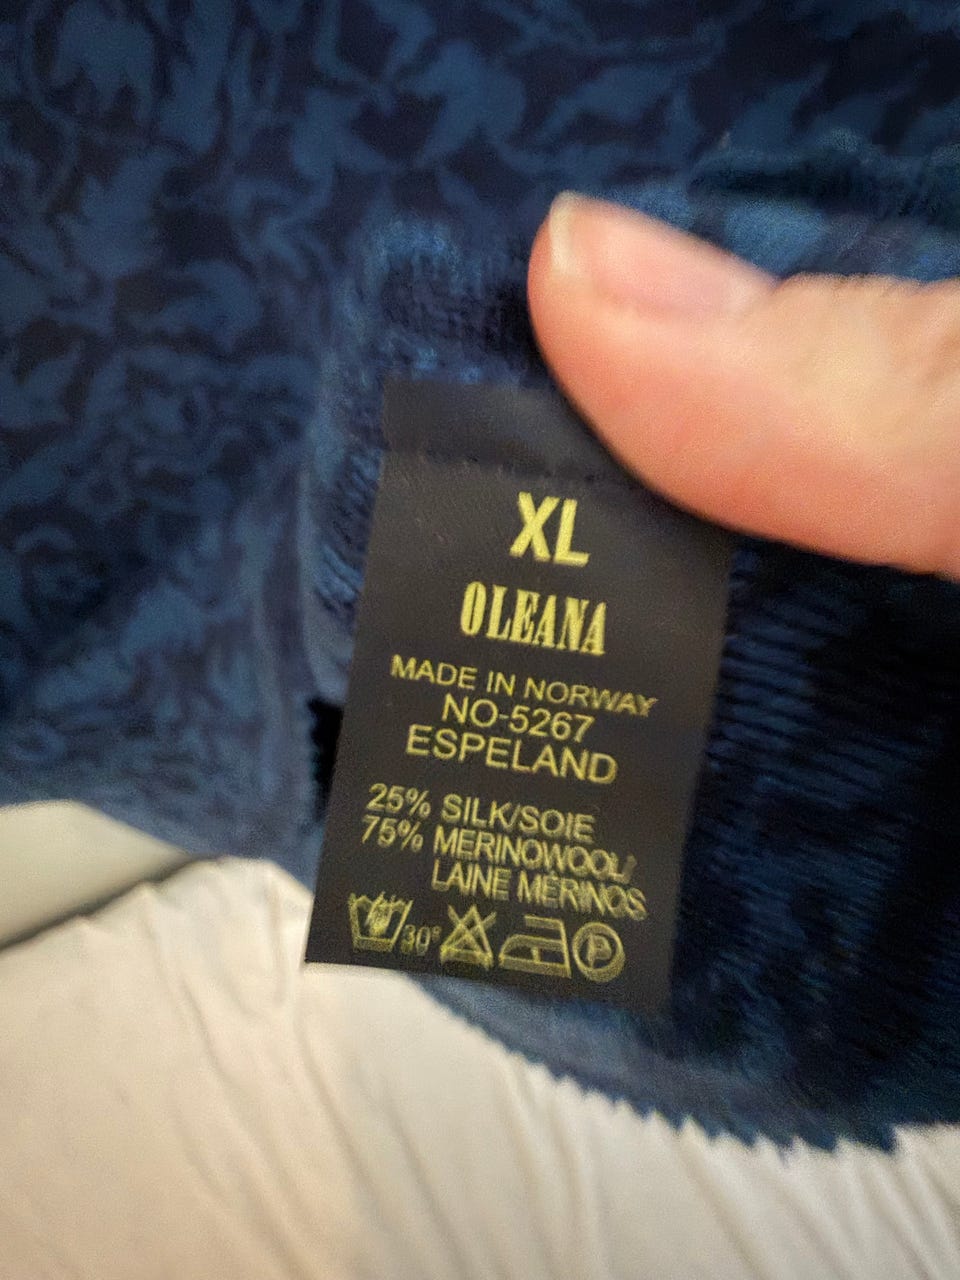 XL
OLEANA
MADE IN NORWAY
NO-5267
ESPELAND
25% SILK/SOIE
75% MERINOWOOL/
LAINE MÉRINOS
30° P